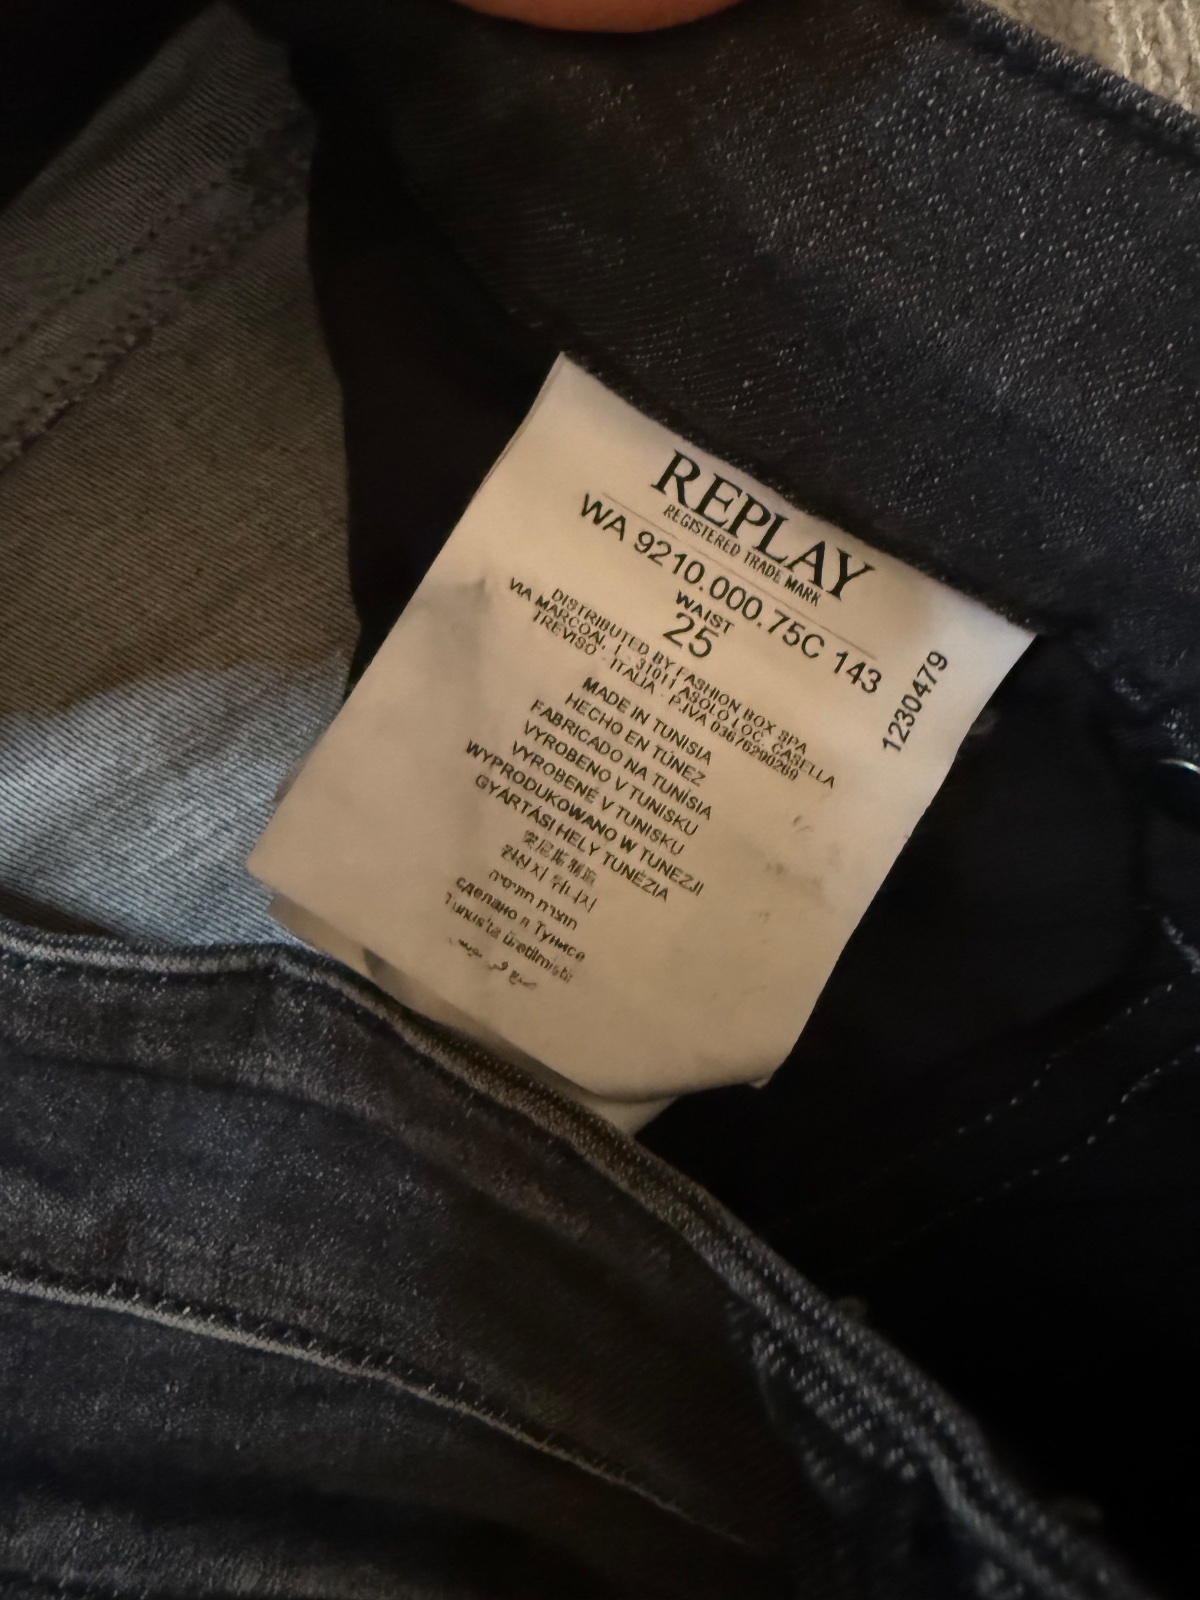 REPLAY
REGISTERED TRADE MARK
WA 9210.000.75C 143
WAIST
25
DISTRIBUTED BY FASHION BOX SPA
VIA MARCOAI, 1 - 31011 ASOLO LOC. CASELLA
TREVISO - ITALIA - P.IVA 03676290269
MADE IN TUNISIA
HECHO EN TÚNEZ
FABRICADO NA TUNÍSIA
VYROBENO V TUNISKU
VYROBENÉ V TUNISKU
WYPRODUKOWANO W TUNEZJI
GYÁRTÁSI HELY TUNÉZIA
сделано в Тунисе
Tunus'ta üretilmiştir
1230479